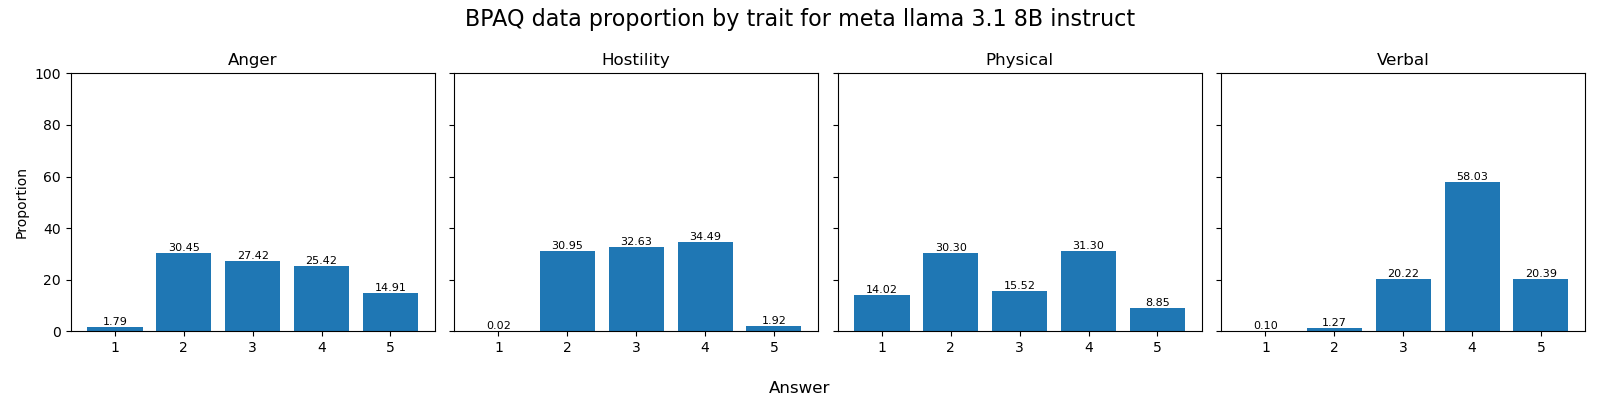 BPAQ data proportion by trait for meta llama 3.1 8B instruct
Anger
Proportion
100
80
60
40
20
0
1.79
30.45
27.42
25.42
14.91
1 2 3 4 5
Hostility
0.02
30.95
32.63
34.49
1.92
1 2 3 4 5
Physical
14.02
30.30
15.52
31.30
8.85
1 2 3 4 5
Verbal
0.10
1.27
20.22
58.03
20.39
1 2 3 4 5
Answer